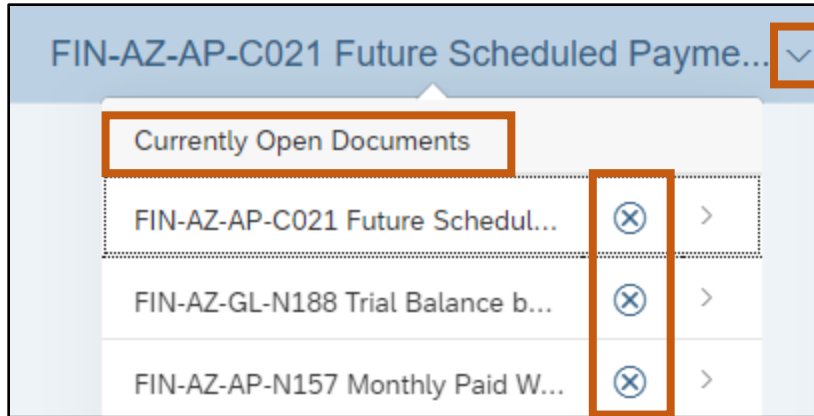 FIN-AZ-AP-C021 Future Scheduled Payme...
Currently Open Documents
FIN-AZ-AP-C021 Future Schedul...
FIN-AZ-GL-N188 Trial Balance b...
FIN-AZ-AP-N157 Monthly Paid W...